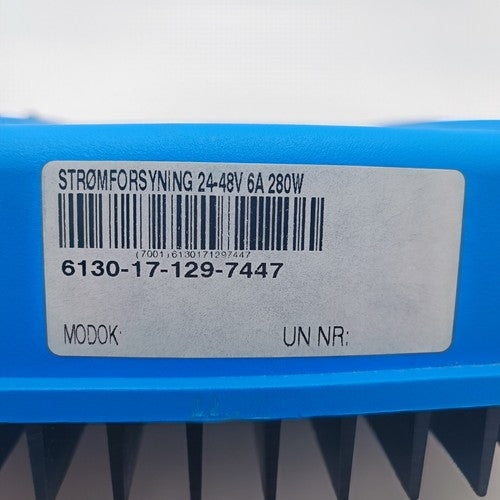 STRØMFORSYNING 24-48V 6A 280W
(7001)6130171297447
6130-17-129-7447
MODOK:
UN NR: